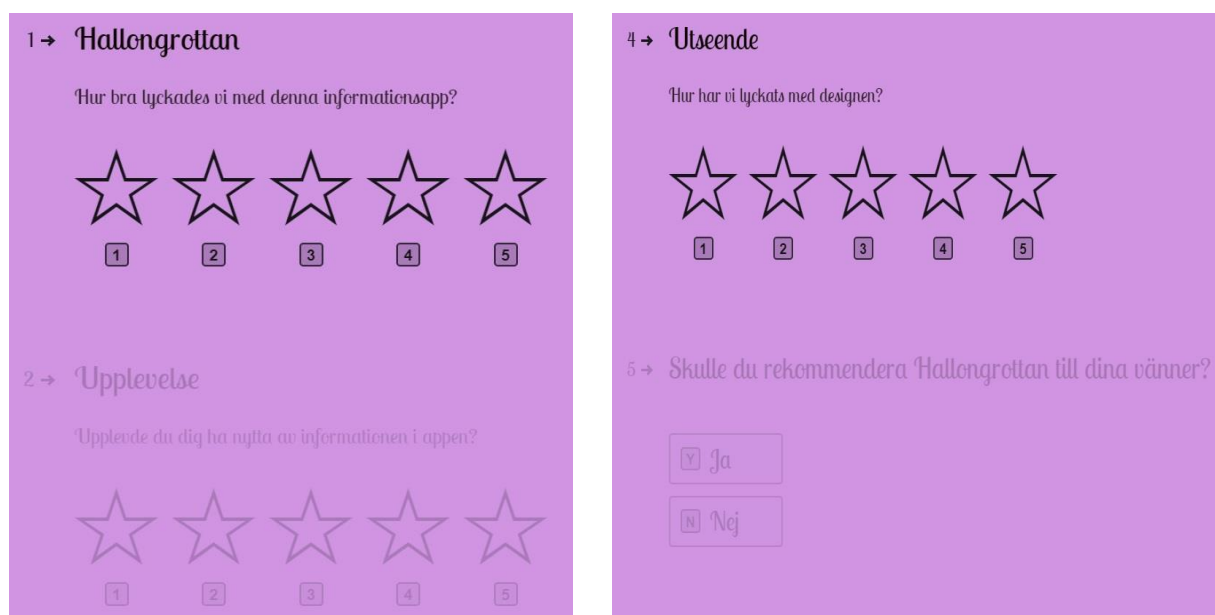 1 → Hallongrottan
Hur bra lyckades vi med denna informationsapp?
1 2 3 4 5
2 → Upplevelse
Upplevde du dig ha nytta av informationen i appen?
1 2 3 4 5
4 → Utseende
Hur har vi lyckats med designen?
1 2 3 4 5
5 → Skulle du rekommendera Hallongrottan till dina vänner?
Y Ja
N Nej